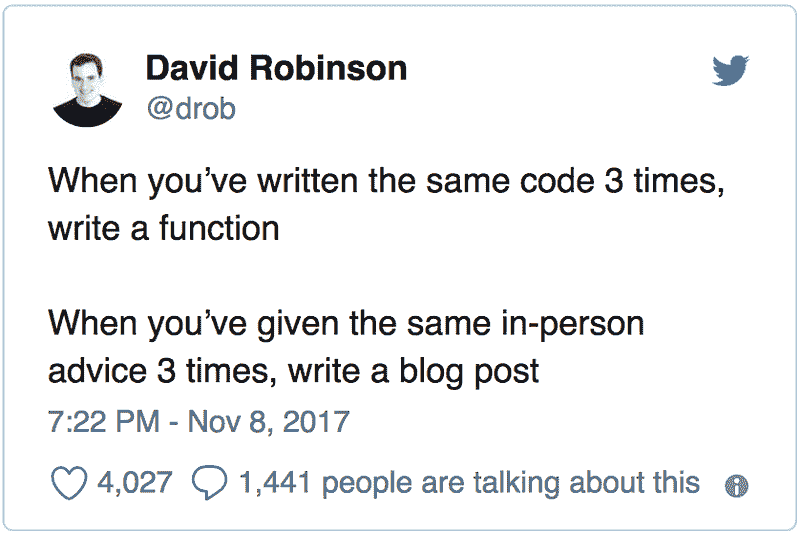 David Robinson
@drob
When you’ve written the same code 3 times,
write a function
When you’ve given the same in-person
advice 3 times, write a blog post
7:22 PM - Nov 8, 2017
4,027 1,441 people are talking about this